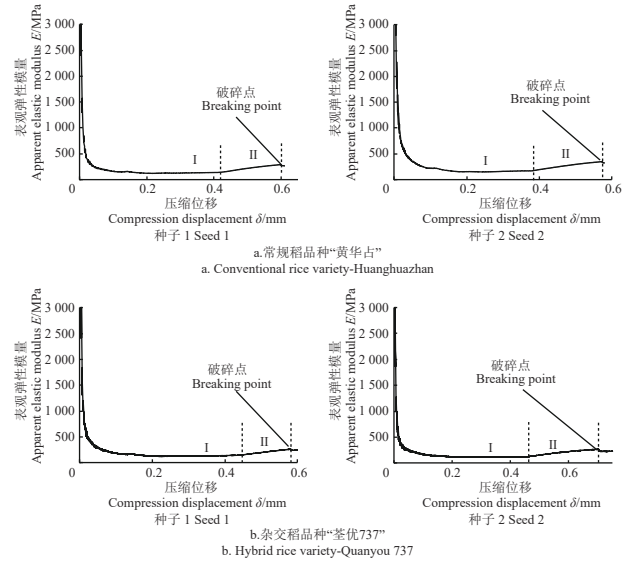 3 000
2 500
2 000
1 500
1 000
500
表观弹性模量
Apparent elastic modulus E/MPa
破碎点
Breaking point
I
II
0
0.2
0.4
0.6
压缩位移
Compression displacement δ/mm
种子 1 Seed 1
3 000
2 500
2 000
1 500
1 000
500
表观弹性模量
Apparent elastic modulus E/MPa
破碎点
Breaking point
I
II
0
0.2
0.4
0.6
压缩位移
Compression displacement δ/mm
种子 2 Seed 2
a.常规稻品种“黄华占”
a. Conventional rice variety-Huanghuazhan
3 000
2 500
2 000
1 500
1 000
500
表观弹性模量
Apparent elastic modulus E/MPa
破碎点
Breaking point
I
II
0
0.2
0.4
0.6
压缩位移
Compression displacement δ/mm
种子 1 Seed 1
3 000
2 500
2 000
1 500
1 000
500
表观弹性模量
Apparent elastic modulus E/MPa
破碎点
Breaking point
I
II
0
0.2
0.4
0.6
压缩位移
Compression displacement δ/mm
种子 2 Seed 2
b.杂交稻品种“荃优737”
b. Hybrid rice variety-Quanyou 737